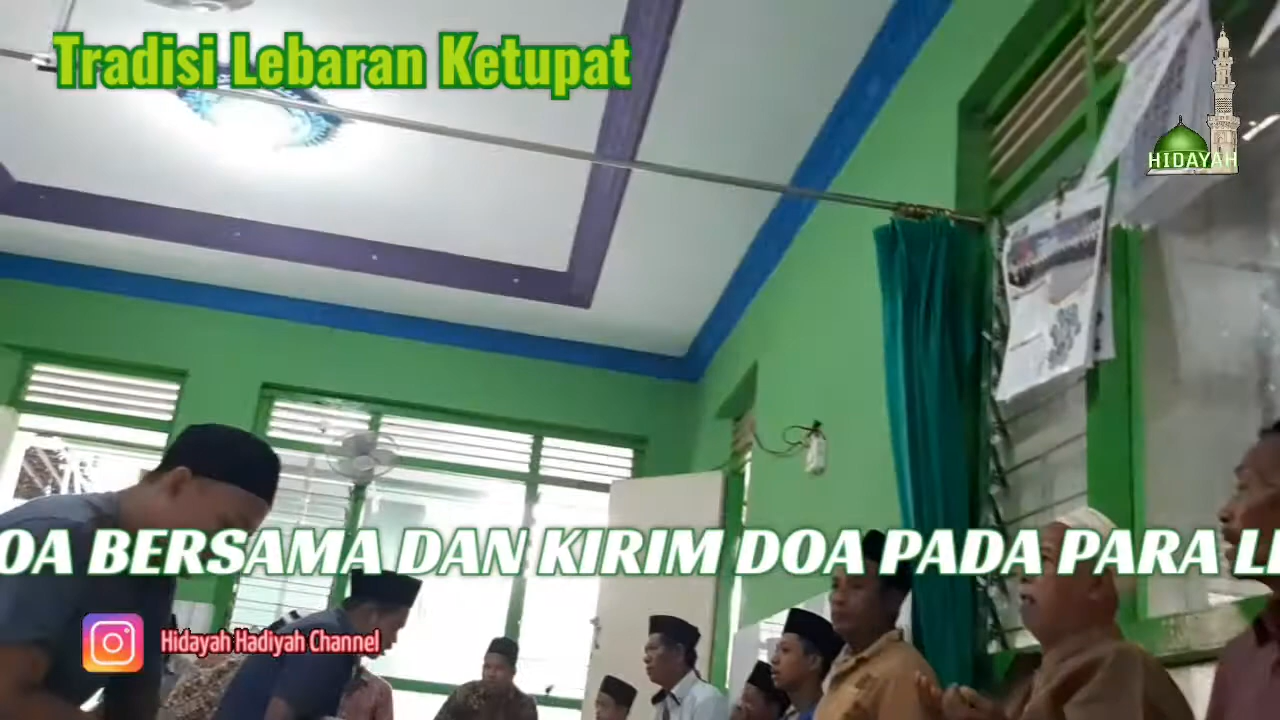 Tradisi Lebaran Ketupat
HIDAYAH
OA BERSAMA DAN KIRIM DOA PADA PARA LE
Hidayah Hadiyah Channel